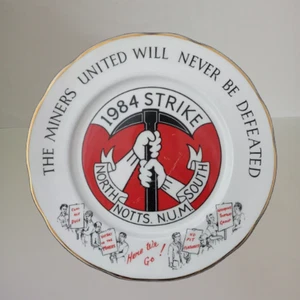 THE MINERS UNITED WILL NEVER BE DEFEATED
1984 STRIKE
NORTH SOUTH
NOTTS. N.U.M
Here We
Go!